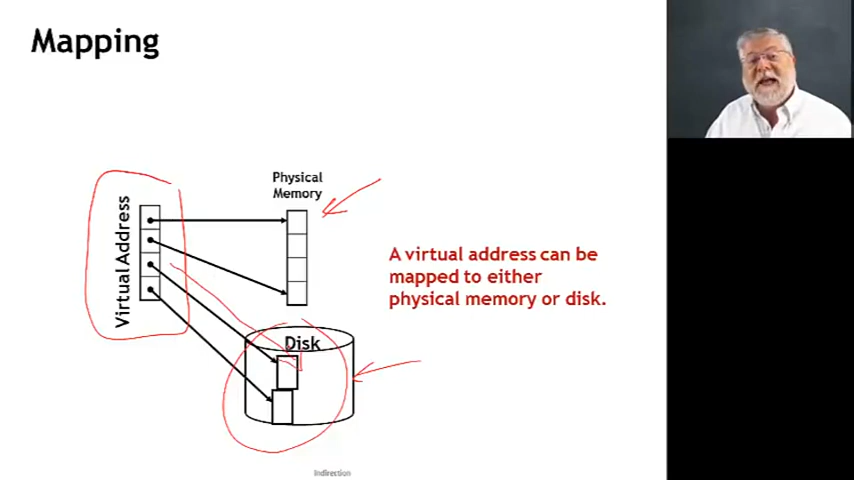 Mapping
Physical
Memory
Virtual Address
A virtual address can be
mapped to either
physical memory or disk.
Disk
Indirection